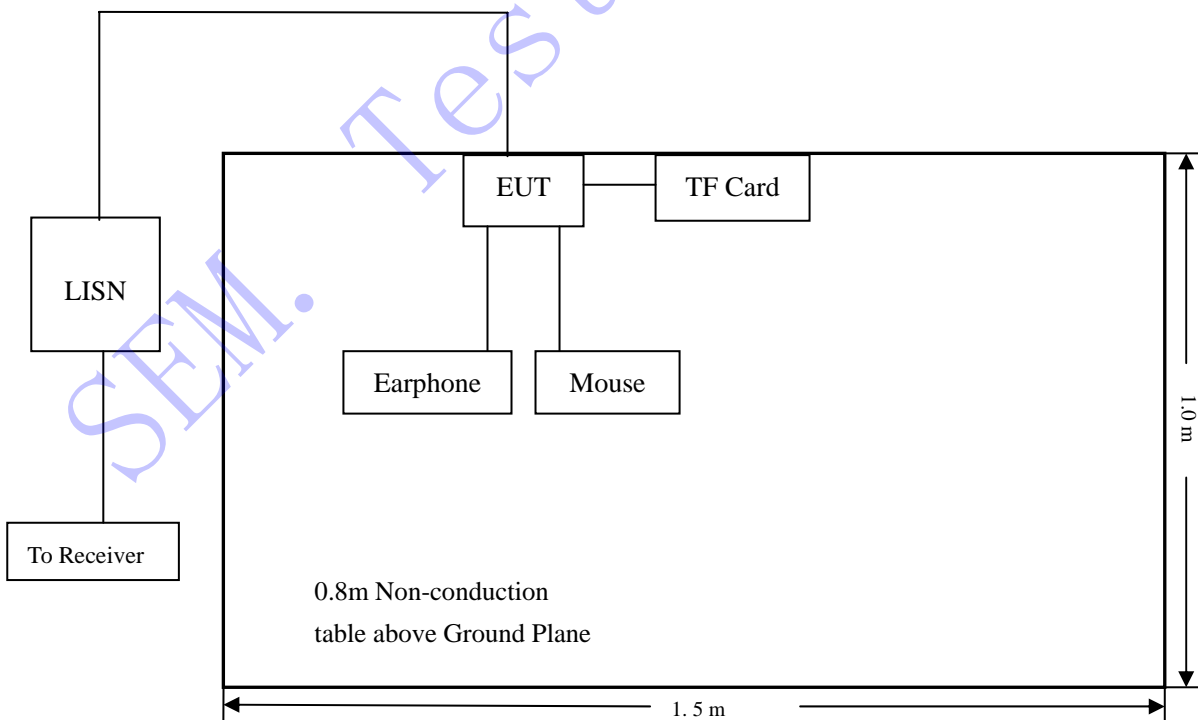 SEM. Tes
EUT
TF Card
LISN
Earphone
Mouse
1.0 m
To Receiver
0.8m Non-conduction
table above Ground Plane
1. 5 m